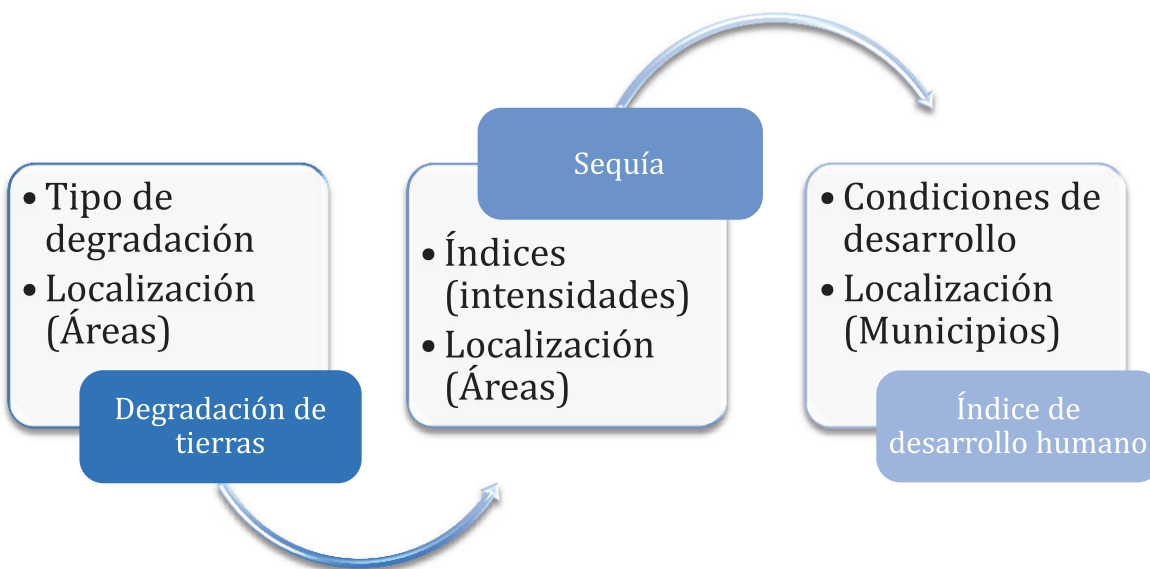 • Tipo de
degradación
• Localización
(Áreas)
Degradación de
tierras
Sequía
• Índices
(intensidades)
• Localización
(Áreas)
• Condiciones de
desarrollo
• Localización
(Municipios)
Índice de
desarrollo humano